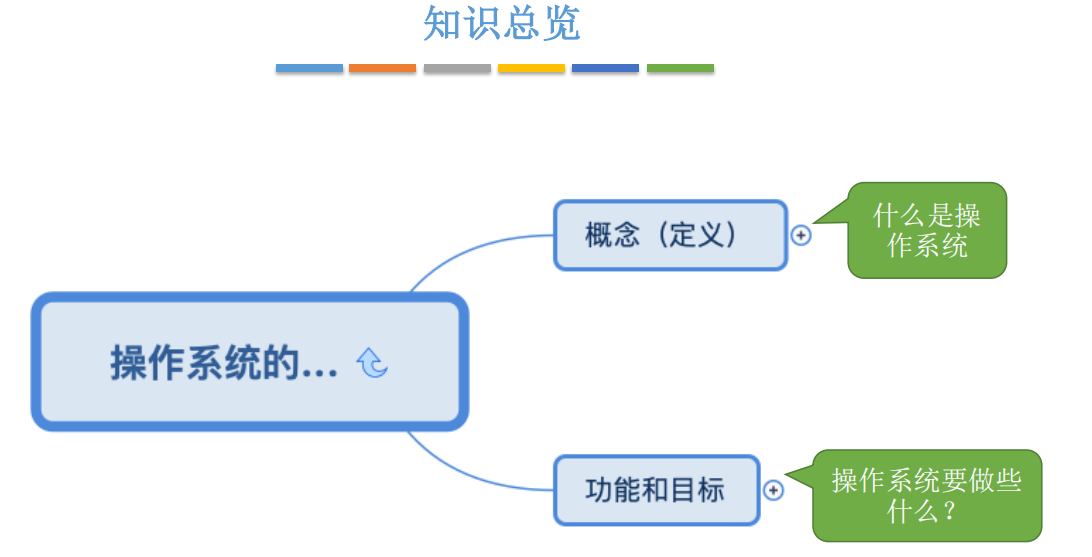 知识总览
概念（定义）
什么是操
作系统
操作系统的...
功能和目标
操作系统要做些
什么？